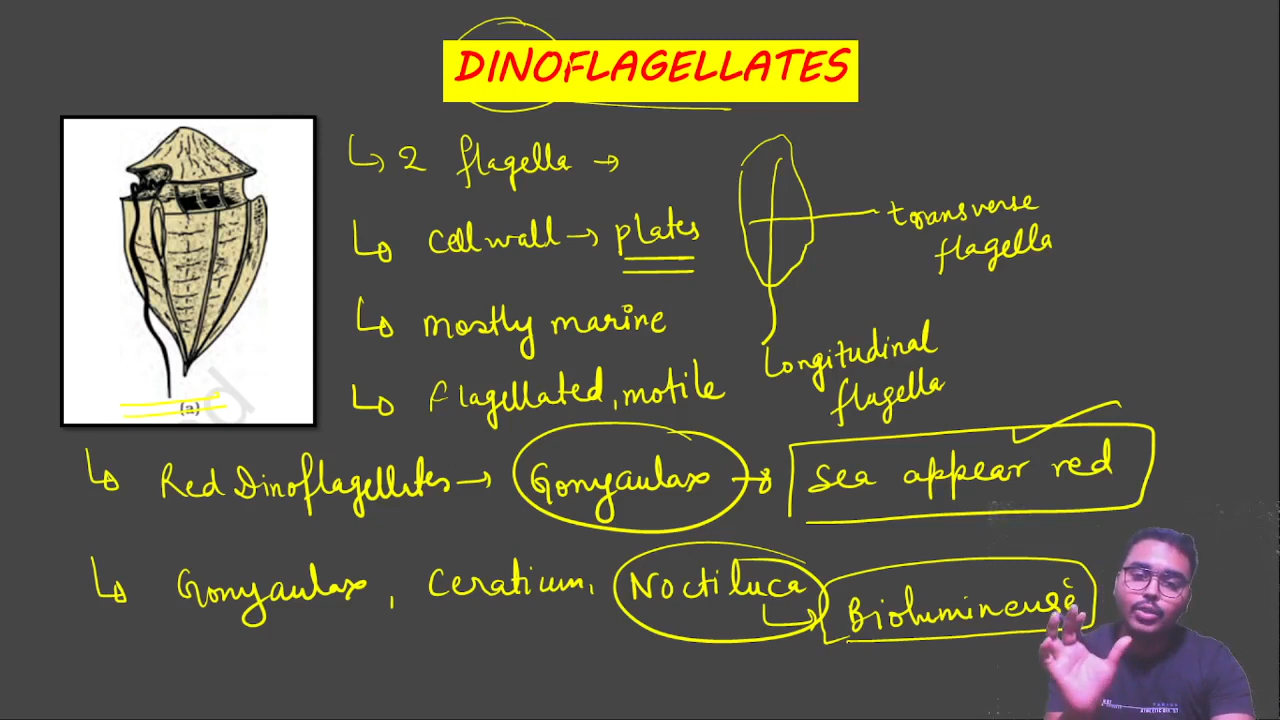 DINOFLAGELLATES
↳ 2 flagella →
↳ cell wall → plates
transverse
flagella
↳ mostly marine
Longitudinal
flagella
↳ flagellated, motile
(a)
↳ Red Dinoflagellates → Gonyaulax → Sea appear red
↳ Gonyaulax, Ceratium, Noctiluca